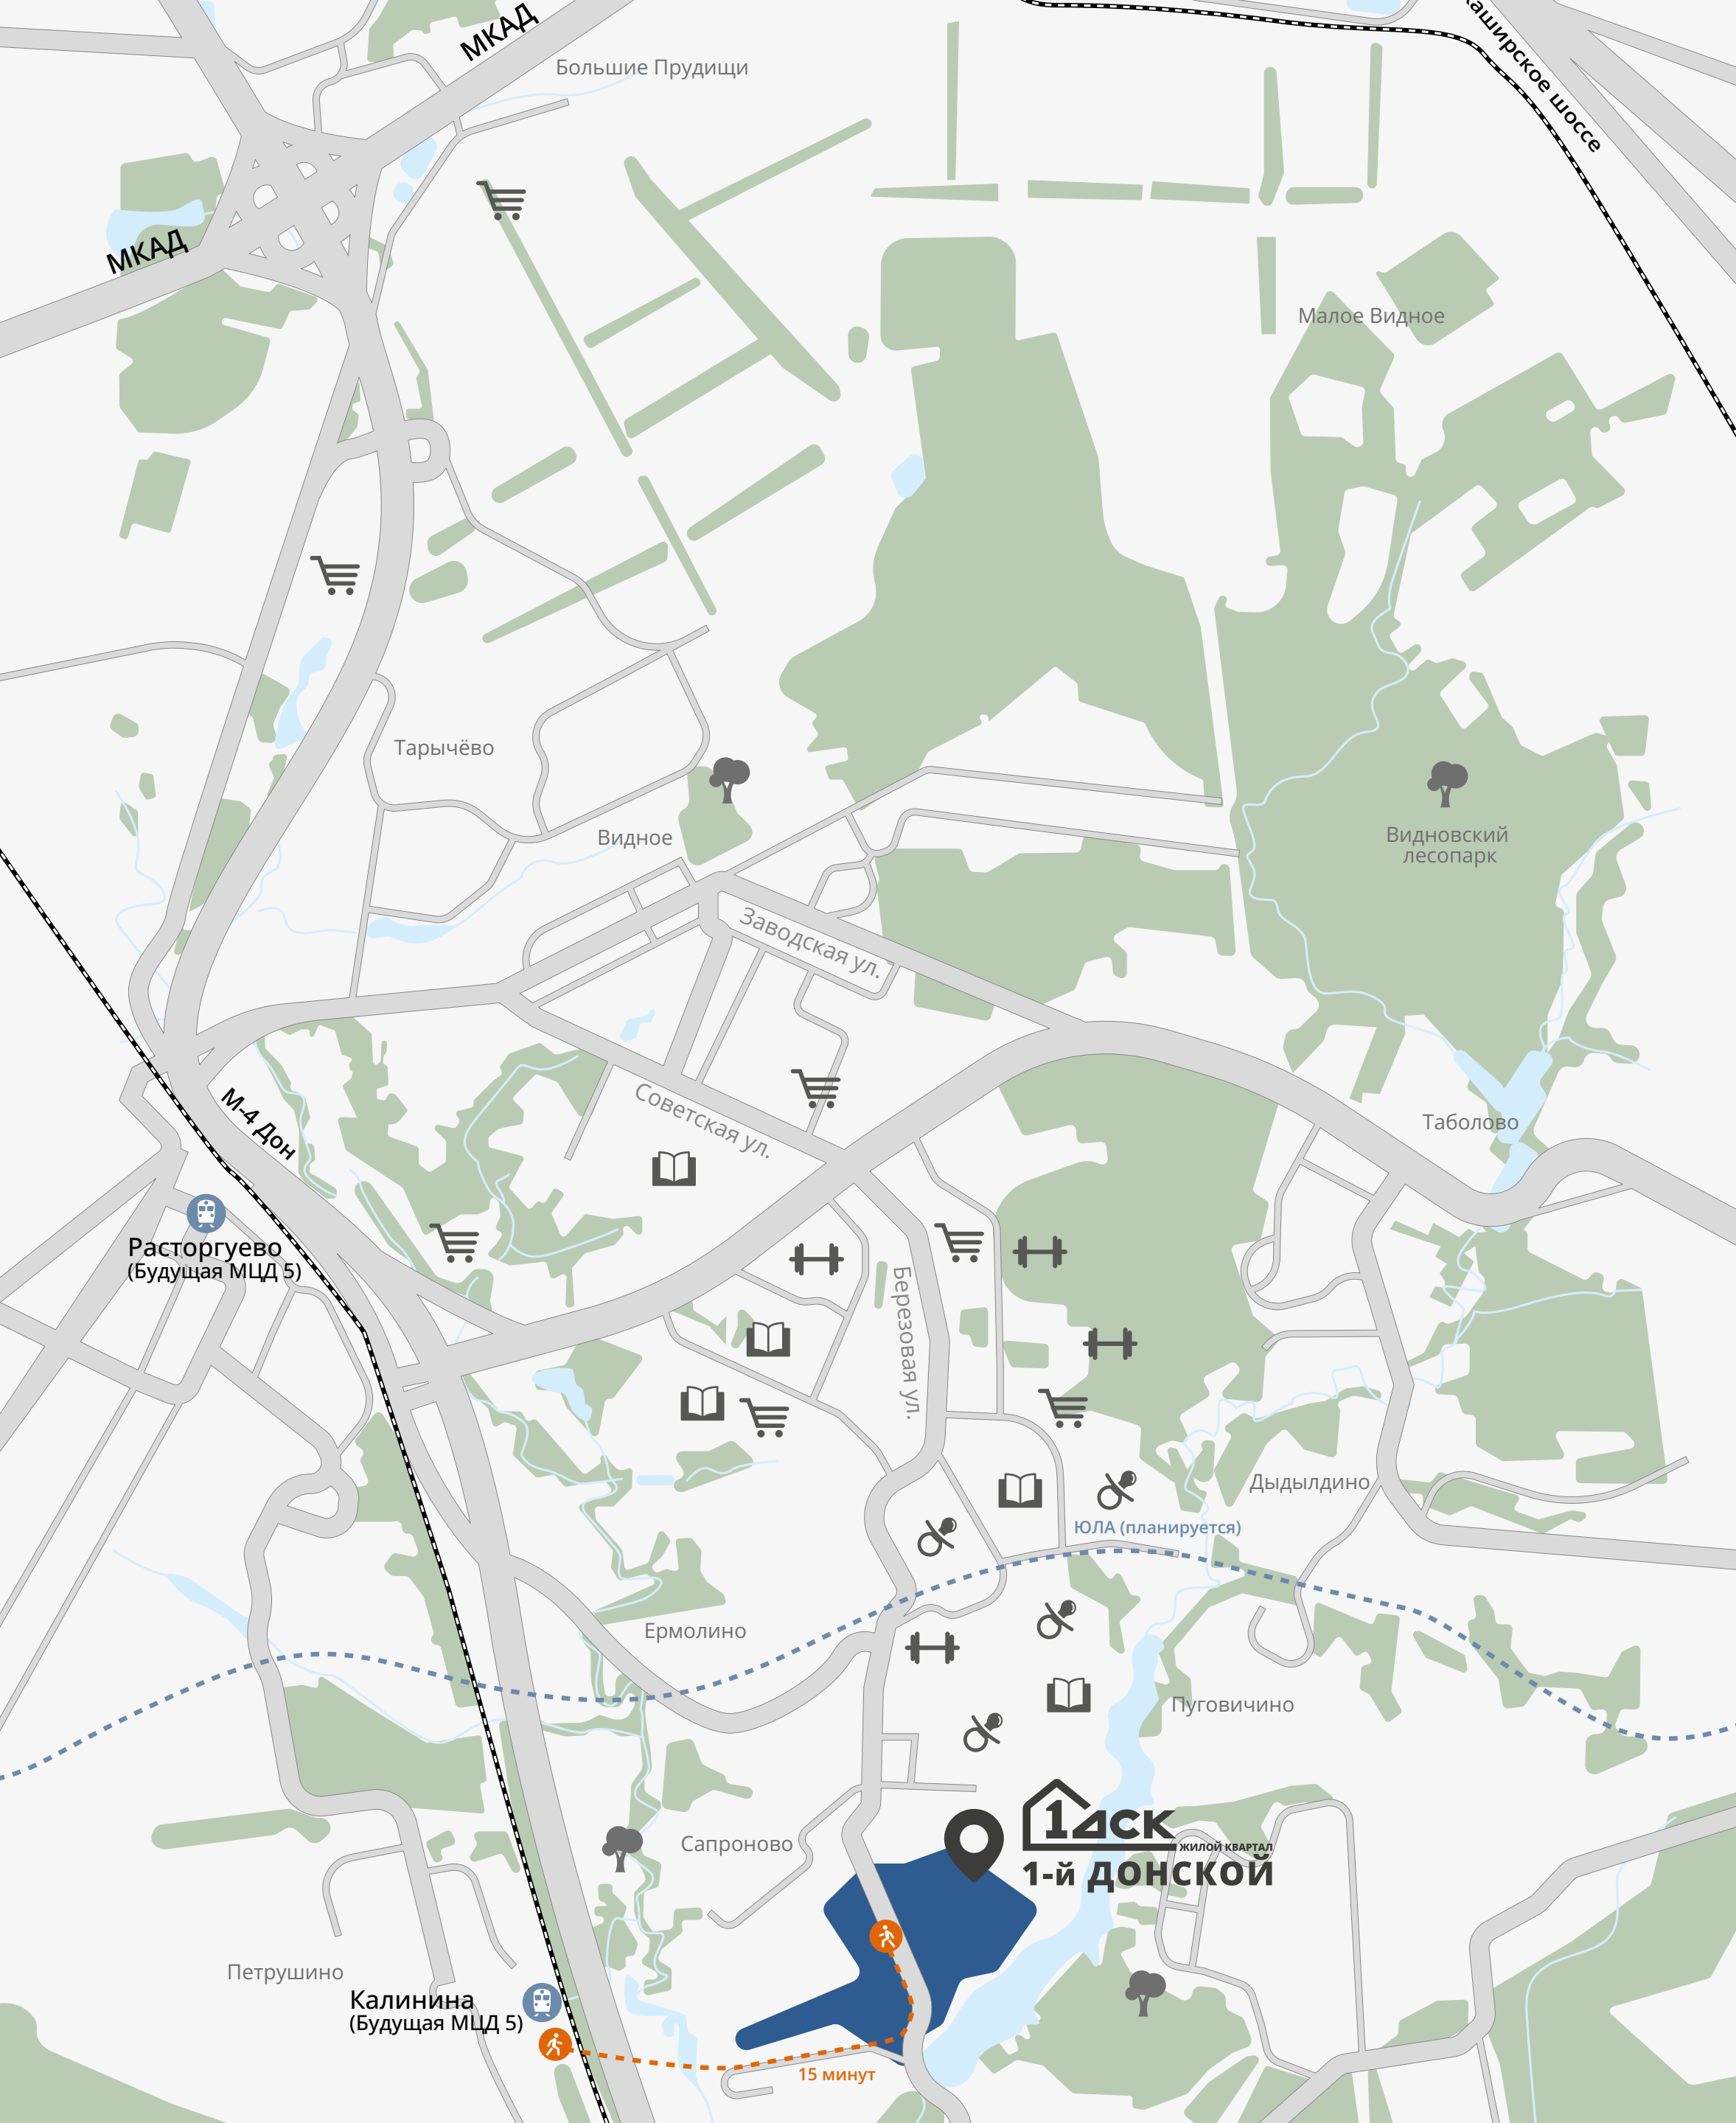 МКАД
Большие Прудищи
Каширское шоссе
МКАД
Малое Видное
Тарычёво
Видное
Видновский
лесопарк
Заводская ул.
М-4 Дон
Советская ул.
Таболово
Расторгуево
(Будущая МЦД 5)
Березовая ул.
Дыдылдино
ЮЛА (планируется)
Ермолино
Пуговичино
1ДСК
Сапроново
ЖИЛОЙ КВАРТАЛ
1-й ДОНСКОЙ
Петрушино
Калинина
(Будущая МЦД 5)
15 минут